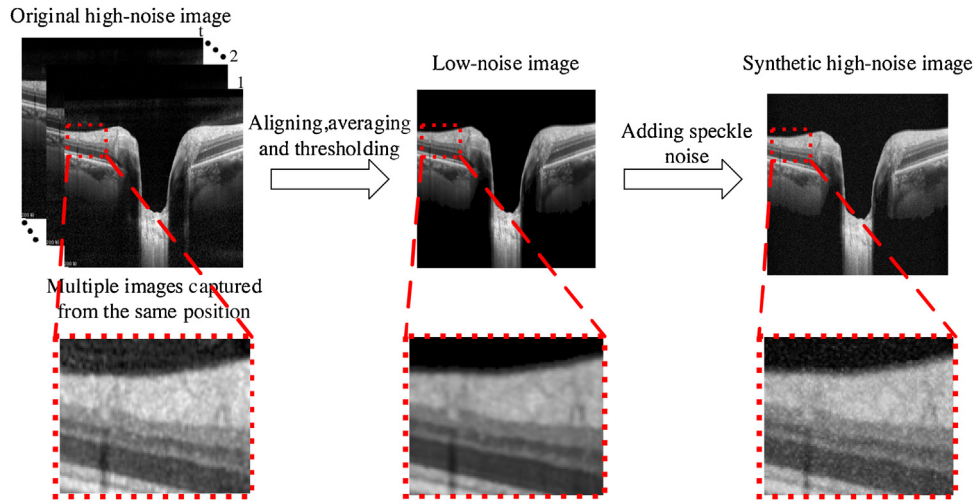 Original high-noise image
t
2
1
Low-noise image
Synthetic high-noise image
Aligning,averaging
and thresholding
Adding speckle
noise
Multiple images captured
from the same position